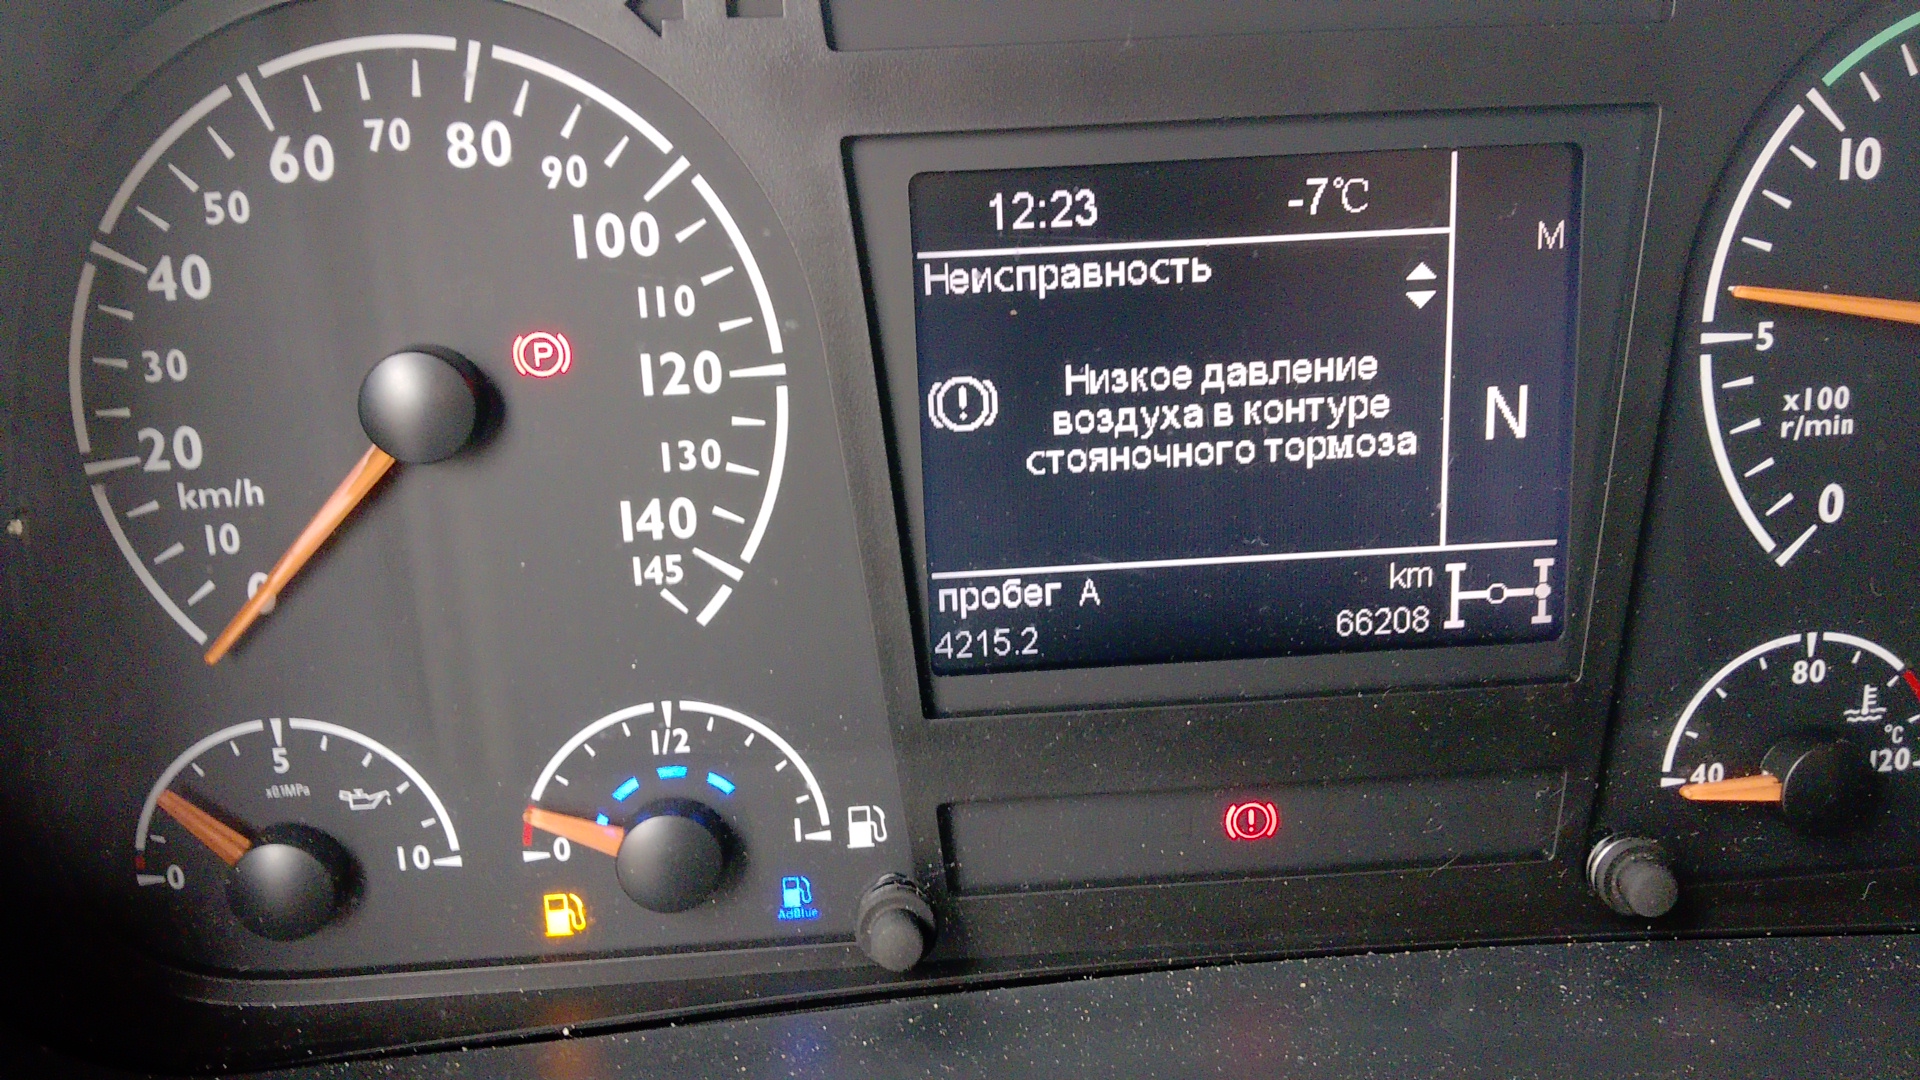 60
70
80
50
90
40
100
30
110
20
120
km/h
130
10
140
0
145
P
12:23
-7°C
M
Неисправность
Низкое давление
воздуха в контуре
стояночного тормоза
N
пробег A
km
4215.2
66208
10
5
x100
r/min
0
5
x0.1MPa
0
10
1/2
0
1
AdBlue
80
40
°C
120